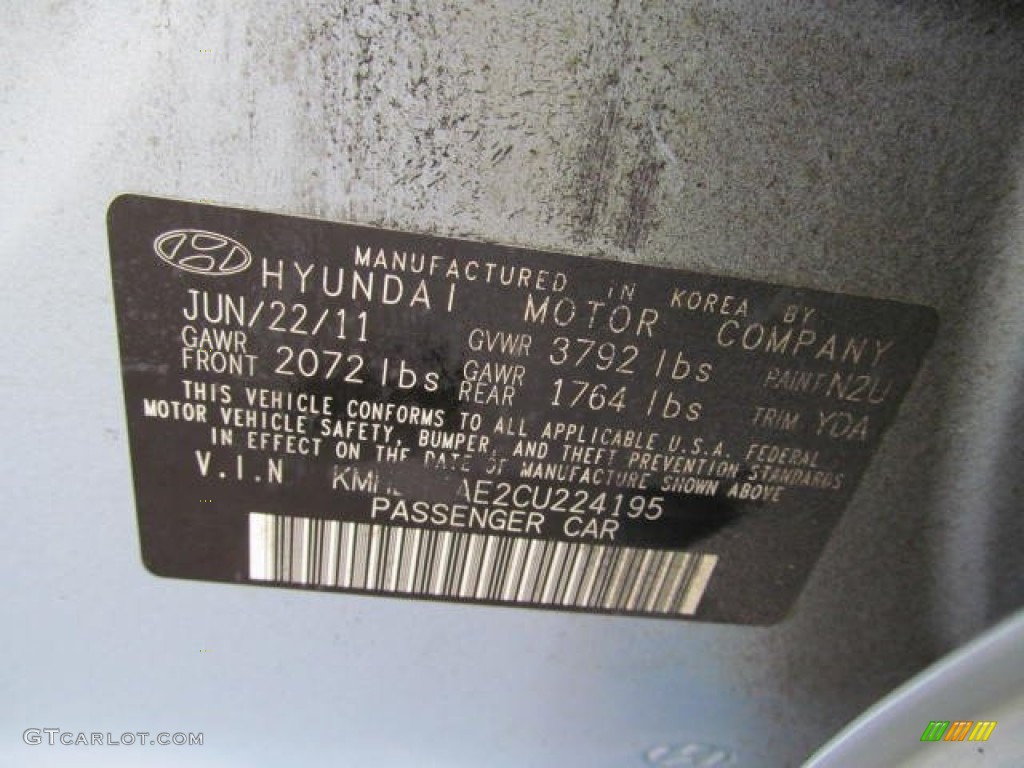 MANUFACTURED IN KOREA BY
HYUNDAI MOTOR COMPANY
JUN/22/11
GVWR 3792 lbs PAINT N2U
GAWR FRONT 2072 lbs GAWR REAR 1764 lbs TRIM YDA
THIS VEHICLE CONFORMS TO ALL APPLICABLE U.S.A. FEDERAL
MOTOR VEHICLE SAFETY, BUMPER, AND THEFT PREVENTION STANDARDS
IN EFFECT ON THE DATE OF MANUFACTURE SHOWN ABOVE
V.I.N
PASSENGER CAR
GTCARLOT.COM